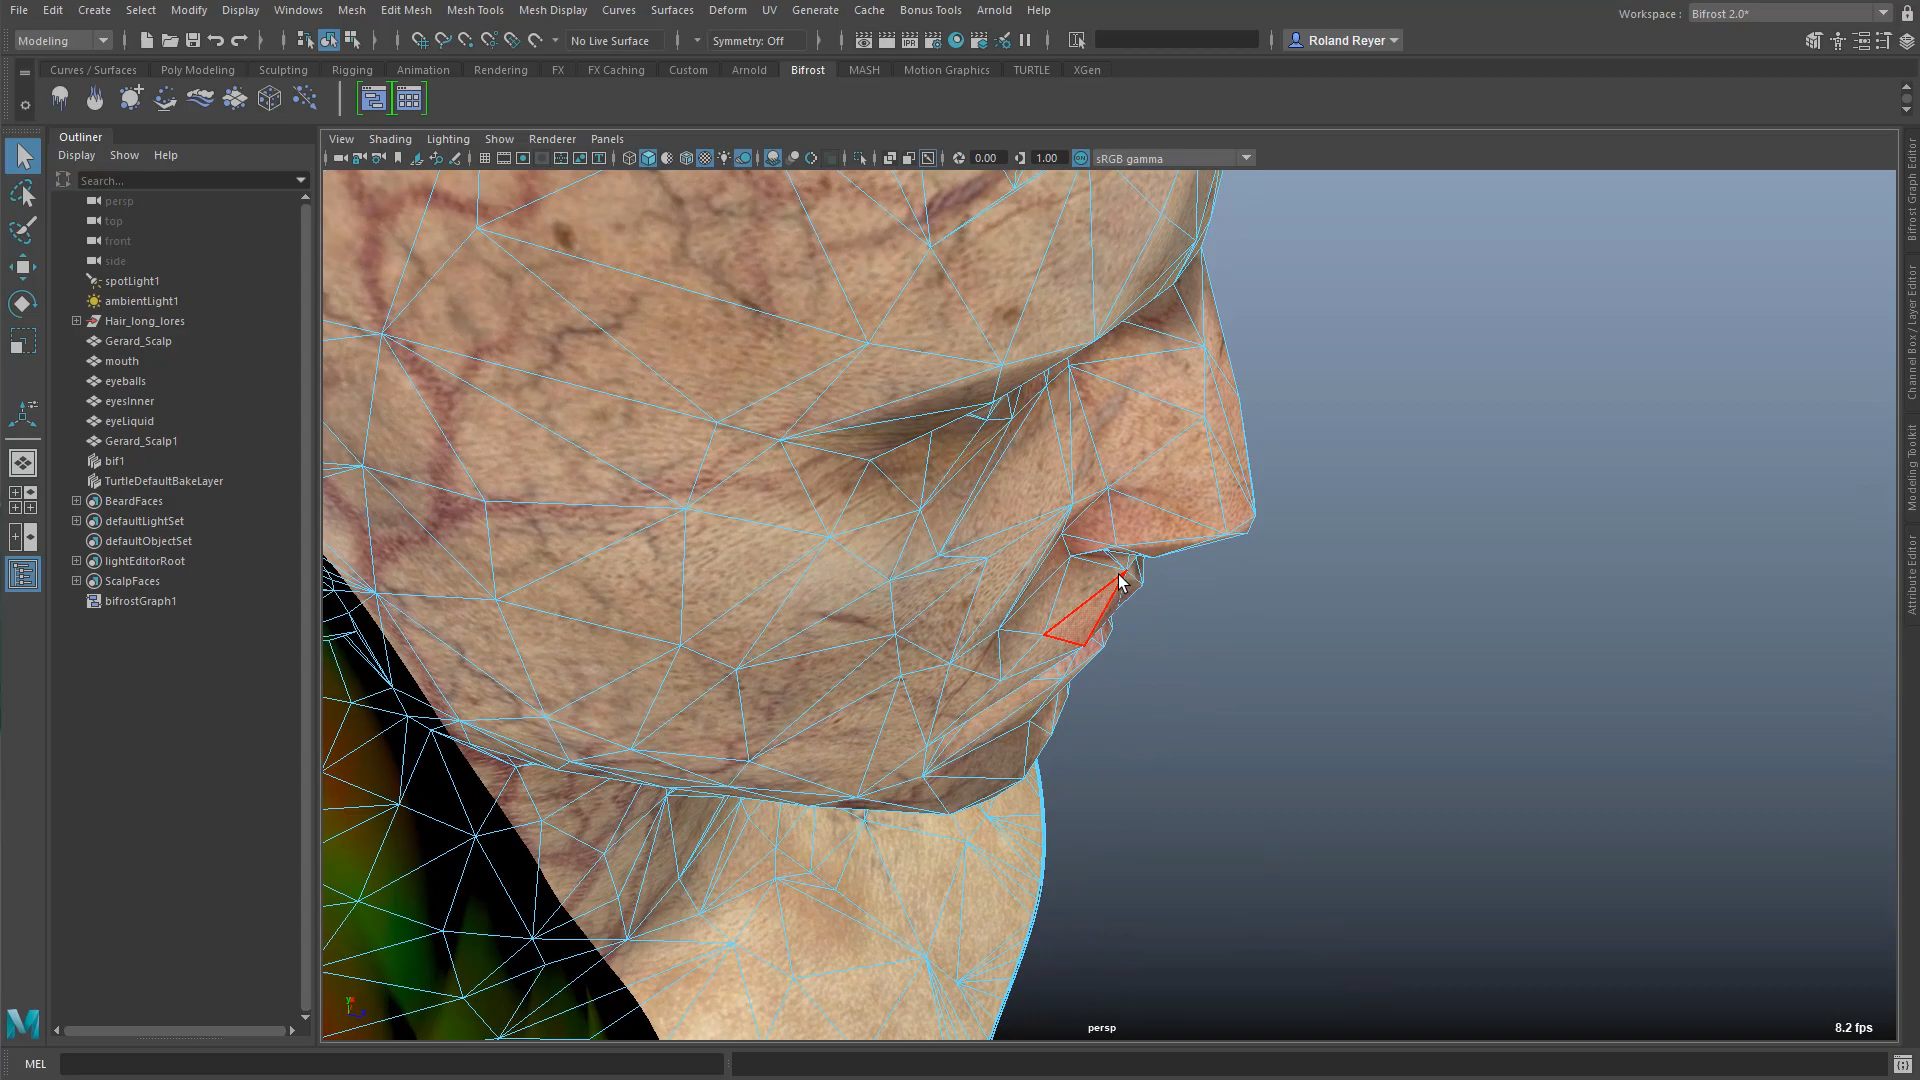 File Edit Create Select Modify Display Windows Mesh Edit Mesh Mesh Tools Mesh Display Curves Surfaces Deform UV Generate Cache Bonus Tools Arnold Help
Workspace : Bifrost 2.0*
Modeling No Live Surface Symmetry: Off Roland Reyer
Curves / Surfaces Poly Modeling Sculpting Rigging Animation Rendering FX FX Caching Custom Arnold Bifrost MASH Motion Graphics TURTLE XGen
IPR
Outliner
Display Show Help
Search...
persp
top
front
side
spotLight1
ambientLight1
Hair_long_lores
Gerard_Scalp
mouth
eyeballs
eyesInner
eyeLiquid
Gerard_Scalp1
bif1
TurtleDefaultBakeLayer
BeardFaces
defaultLightSet
defaultObjectSet
lightEditorRoot
ScalpFaces
bifrostGraph1
View Shading Lighting Show Renderer Panels
0.00 1.00 ON sRGB gamma
Bifrost Graph Editor
Channel Box / Layer Editor
Modeling Toolkit
Attribute Editor
persp
8.2 fps
MEL